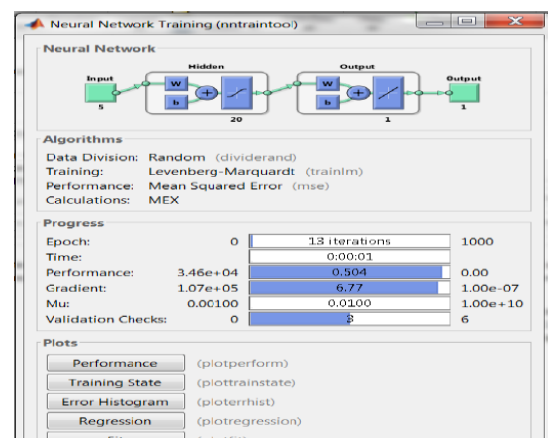 Neural Network Training (nntraintool)
Neural Network
Hidden Output
Input Output
W W
b b
5 20 1 1
Algorithms
Data Division: Random (dividerand)
Training: Levenberg-Marquardt (trainlm)
Performance: Mean Squared Error (mse)
Calculations: MEX
Progress
Epoch: 0 13 iterations 1000
Time: 0:00:01
Performance: 3.46e+04 0.504 0.00
Gradient: 1.07e+05 6.77 1.00e-07
Mu: 0.00100 0.0100 1.00e+10
Validation Checks: 0 3 6
Plots
Performance (plotperform)
Training State (plottrainstate)
Error Histogram (ploterrhist)
Regression (plotregression)